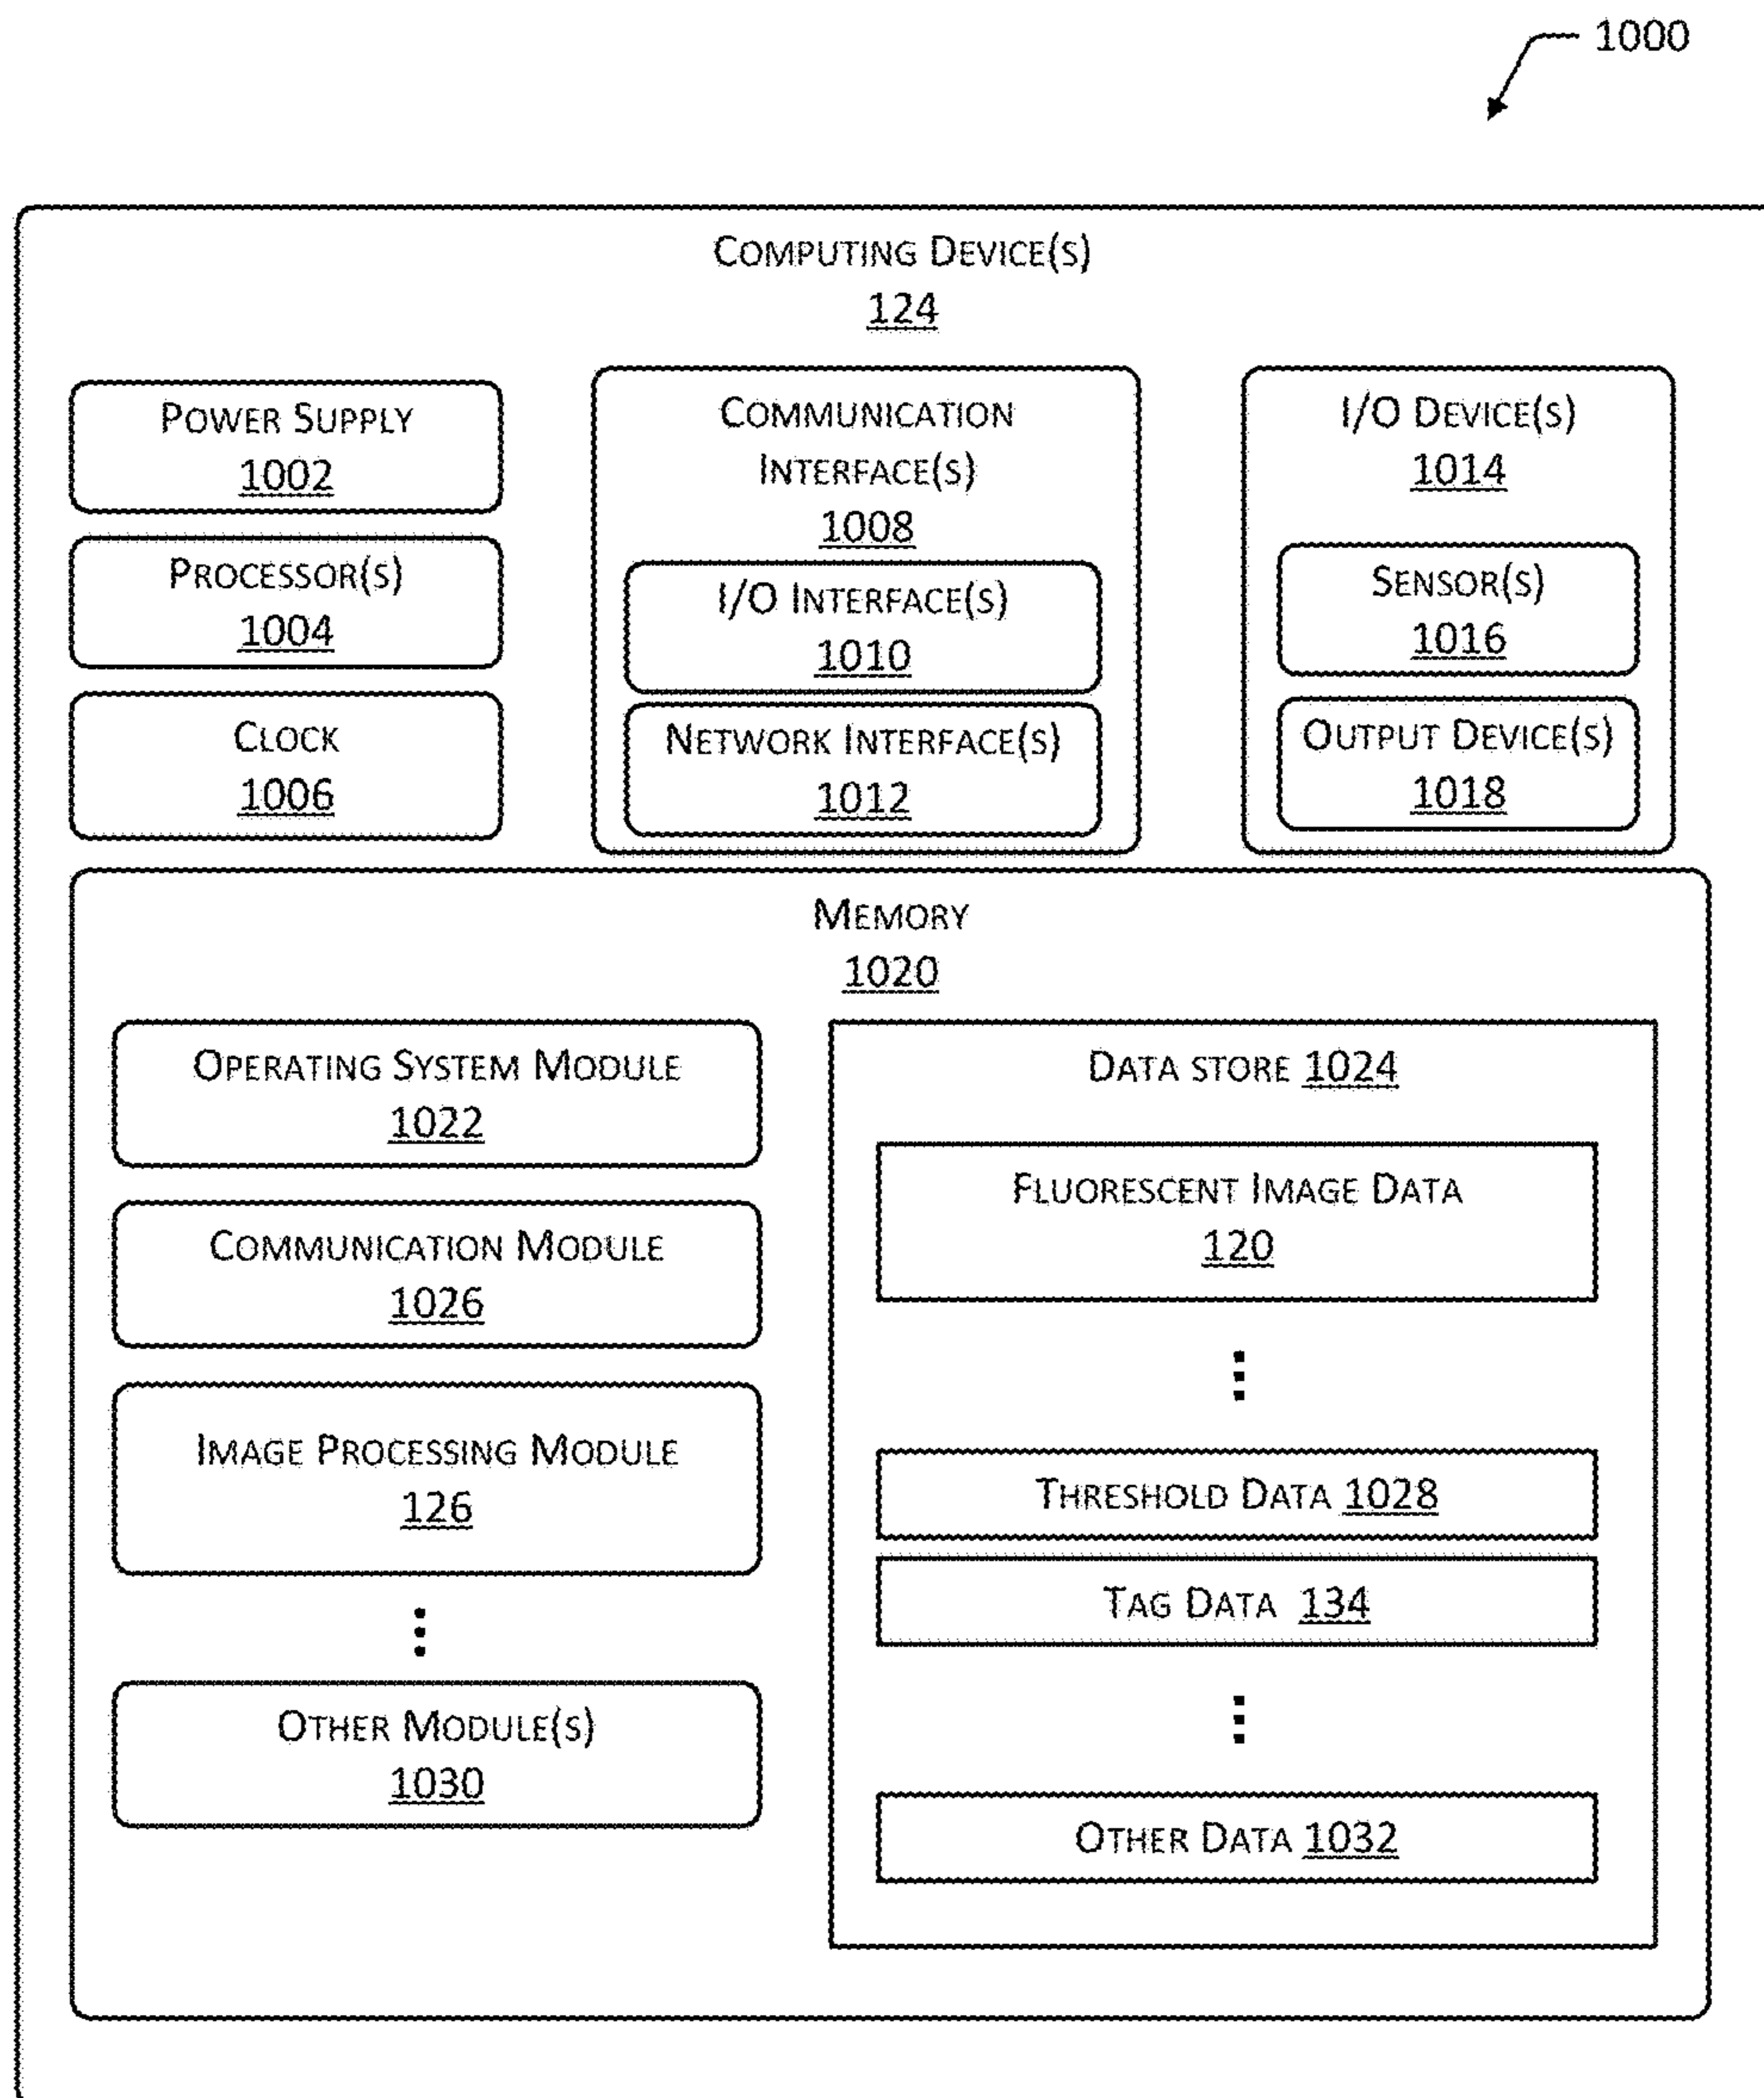 1000
COMPUTING DEVICE(S)
124
POWER SUPPLY
1002
PROCESSOR(S)
1004
CLOCK
1006
COMMUNICATION
INTERFACE(S)
1008
I/O INTERFACE(S)
1010
NETWORK INTERFACE(S)
1012
I/O DEVICE(S)
1014
SENSOR(S)
1016
OUTPUT DEVICE(S)
1018
MEMORY
1020
OPERATING SYSTEM MODULE
1022
COMMUNICATION MODULE
1026
IMAGE PROCESSING MODULE
126
OTHER MODULE(S)
1030
DATA STORE 1024
FLUORESCENT IMAGE DATA
120
THRESHOLD DATA 1028
TAG DATA 134
OTHER DATA 1032